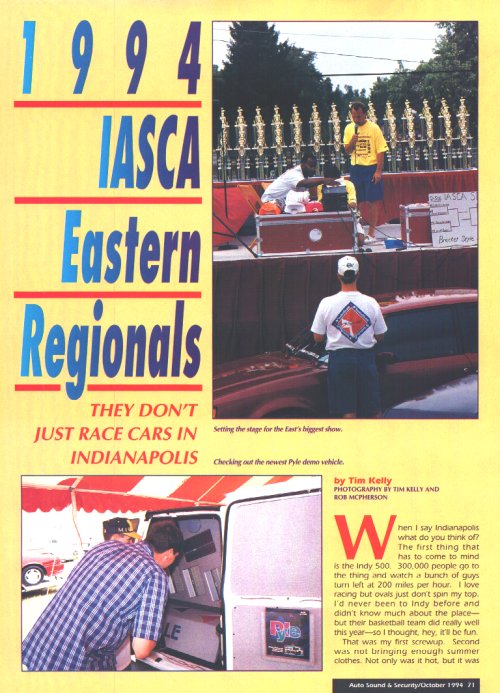 1994
IASCA
Eastern
Regionals
THEY DON'T
JUST RACE CARS IN
INDIANAPOLIS
IASCA
Bracket Style
Setting the stage for the East's biggest show.
Checking out the newest Pyle demo vehicle.
Pyle
by Tim Kelly
PHOTOGRAPHY BY TIM KELLY AND
ROB MCPHERSON
When I say Indianapolis
what do you think of?
The first thing that
has to come to mind
is the Indy 500. 300,000 people go to
the thing and watch a bunch of guys
turn left at 200 miles per hour. I love
racing but ovals just don't spin my top.
I'd never been to Indy before and
didn't know much about the place—
but their basketball team did really well
this year—so I thought, hey, it'll be fun.
That was my first screwup. Second
was not bringing enough summer
clothes. Not only was it hot, but it was
Auto Sound & Security/October 1994 71